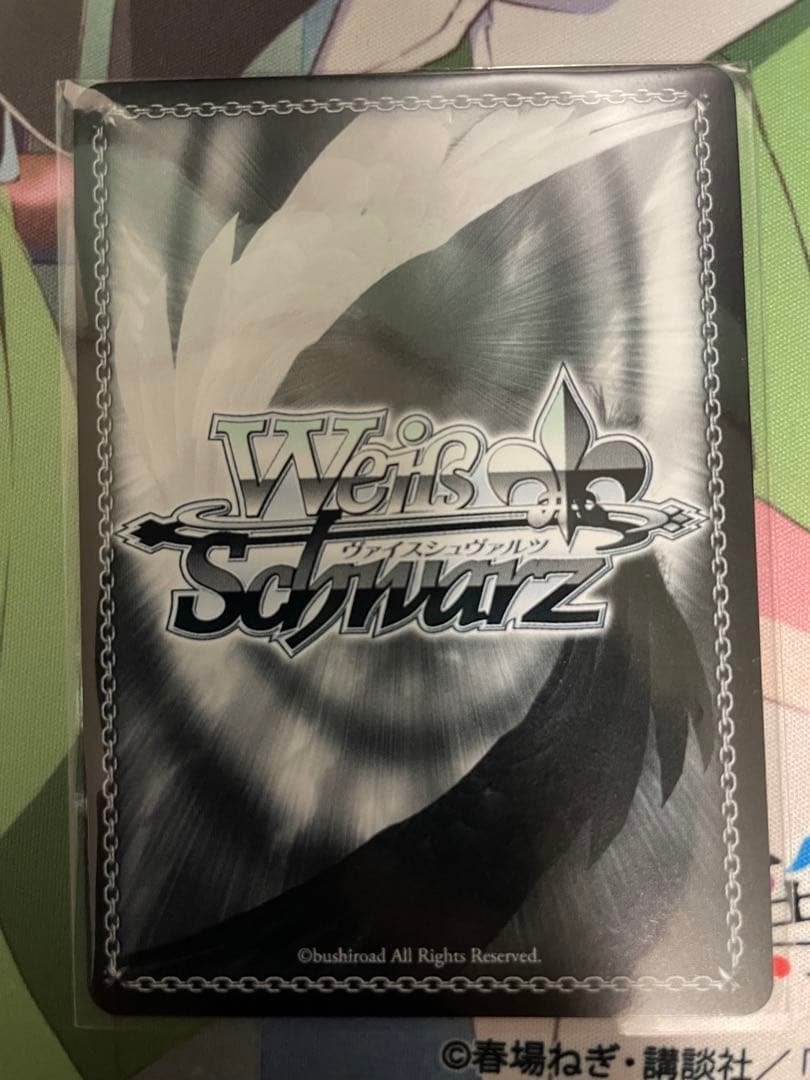 Weiß
ヴァイスシュヴァルツ
Schwarz
©bushiroad All Rights Reserved.
©春場ねぎ・講談社／